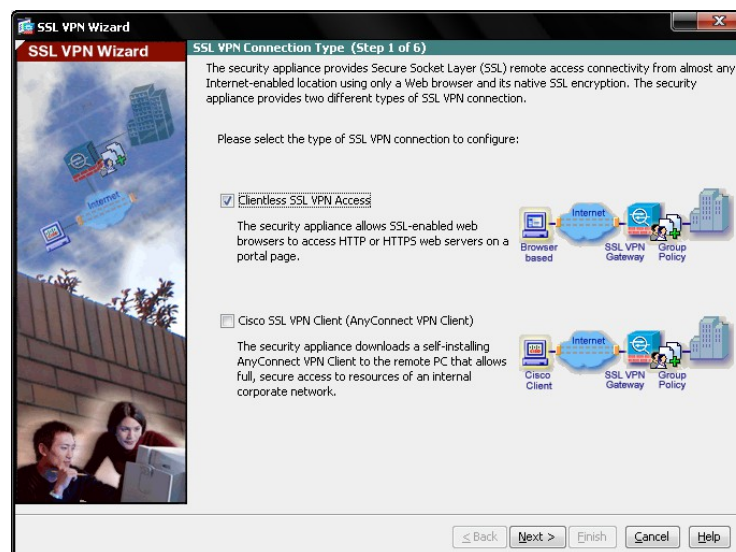 SSL VPN Wizard
SSL VPN Wizard
SSL VPN Connection Type (Step 1 of 6)
The security appliance provides Secure Socket Layer (SSL) remote access connectivity from almost any
Internet-enabled location using only a Web browser and its native SSL encryption. The security
appliance provides two different types of SSL VPN connection.
Please select the type of SSL VPN connection to configure:
Clientless SSL VPN Access
The security appliance allows SSL-enabled web
browsers to access HTTP or HTTPS web servers on a
portal page.
Internet
Browser based
SSL VPN Gateway
Group Policy
Cisco SSL VPN Client (AnyConnect VPN Client)
The security appliance downloads a self-installing
AnyConnect VPN Client to the remote PC that allows
full, secure access to resources of an internal
corporate network.
Internet
Cisco Client
SSL VPN Gateway
Group Policy
Internet
< Back
Next >
Finish
Cancel
Help